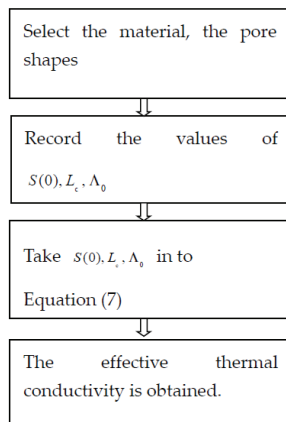 Select the material, the pore
shapes
Record the values of
S(0), L_c, Λ_0
Take S(0), L_c, Λ_0 in to
Equation (7)
The effective thermal
conductivity is obtained.